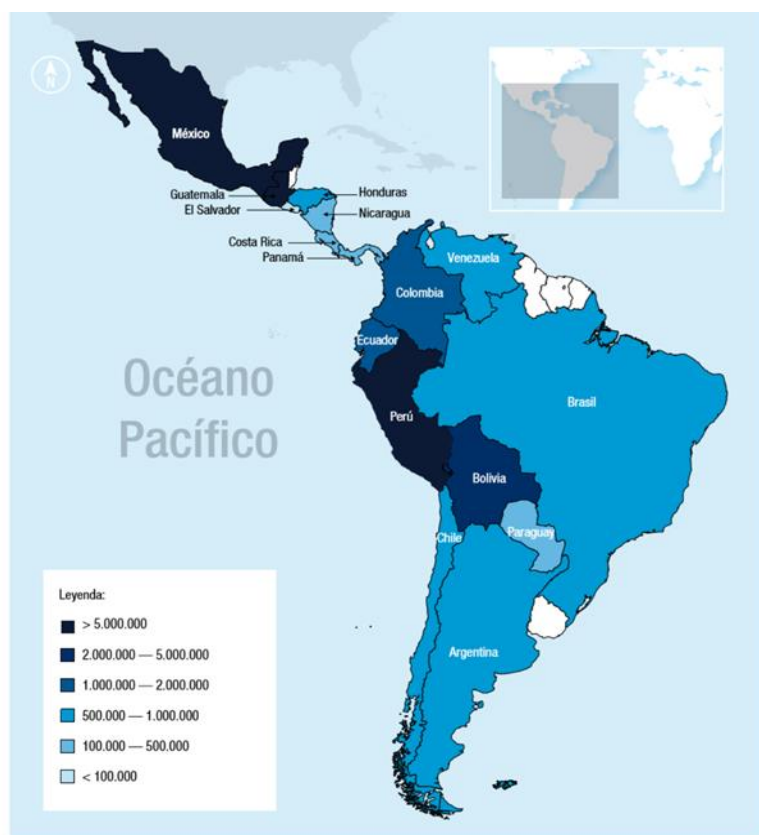 N
México
Guatemala
El Salvador
Honduras
Nicaragua
Costa Rica
Panamá
Venezuela
Colombia
Ecuador
Océano
Pacífico
Perú
Brasil
Bolivia
Paraguay
Chile
Argentina
Leyenda:
> 5.000.000
2.000.000 — 5.000.000
1.000.000 — 2.000.000
500.000 — 1.000.000
100.000 — 500.000
< 100.000